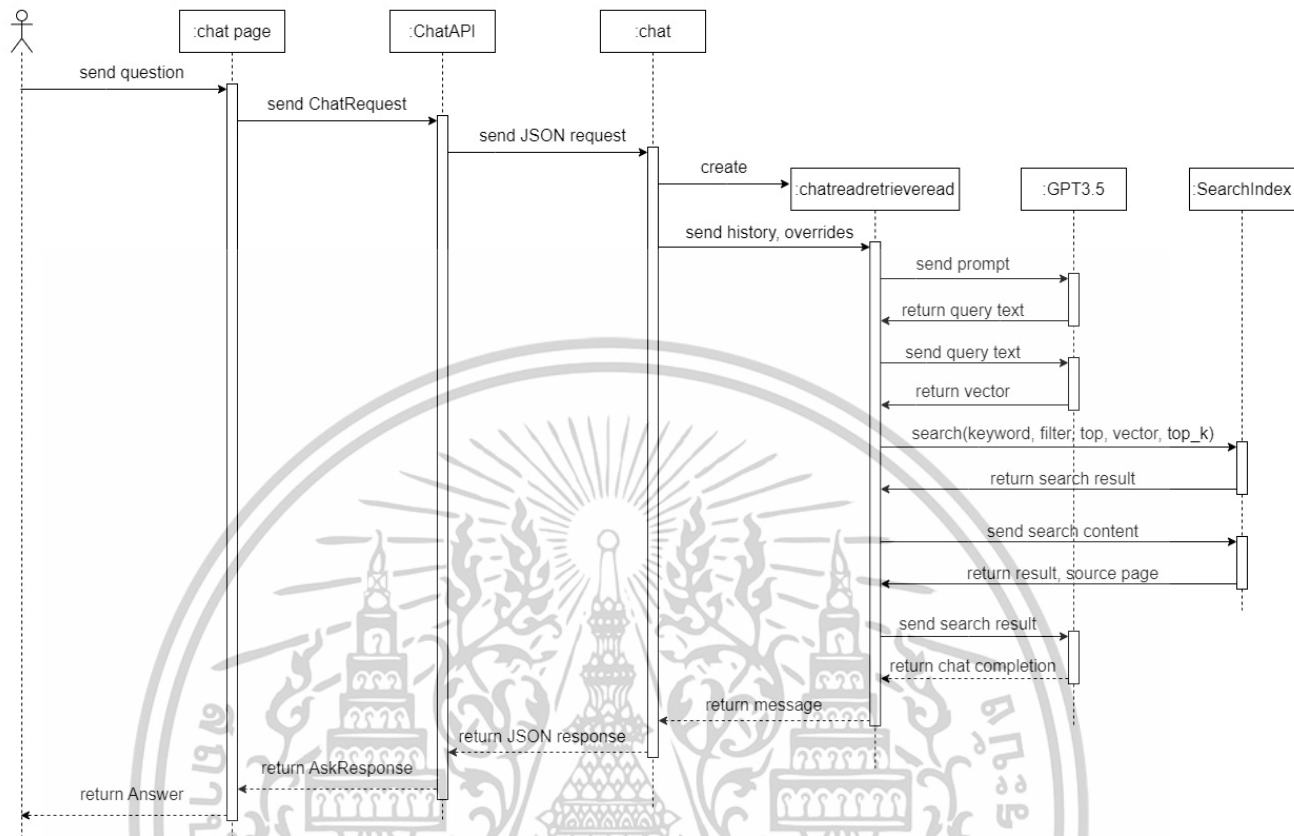 :chat page
:ChatAPI
:chat
send question
send ChatRequest
send JSON request
create
:chatreadretrieveread
:GPT3.5
:SearchIndex
send history, overrides
send prompt
return query text
send query text
return vector
search(keyword, filter, top, vector, top_k)
return search result
send search content
return result, source page
send search result
return chat completion
return message
return JSON response
return AskResponse
return Answer